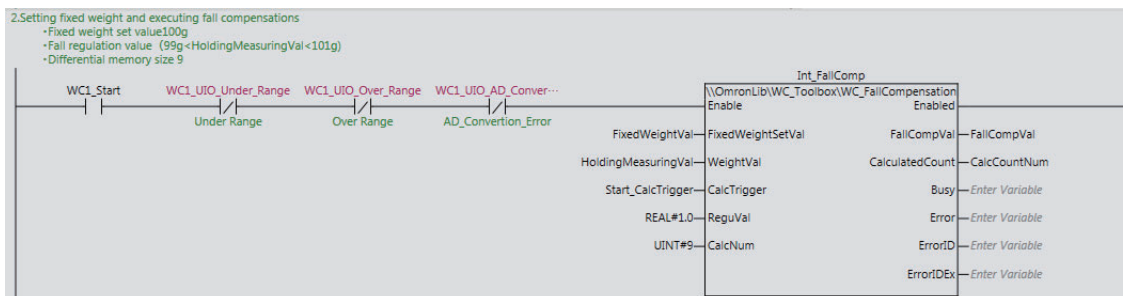 2.Setting fixed weight and executing fall compensations
・Fixed weight set value100g
・Fall regulation value (99g<HoldingMeasuringVal<101g)
・Differential memory size 9
Int_FallComp
WC1_Start WC1_UIO_Under_Range WC1_UIO_Over_Range WC1_UIO_AD_Conver··· \\OmronLib\WC_Toolbox\WC_FallCompensation
Enable Enabled
Under Range Over Range AD_Convertion_Error
FixedWeightVal FixedWeightSetVal FallCompVal FallCompVal
HoldingMeasuringVal WeightVal CalculatedCount CalcCountNum
Start_CalcTrigger CalcTrigger Busy Enter Variable
REAL#1.0 ReguVal Error Enter Variable
UINT#9 CalcNum ErrorID Enter Variable
ErrorIDEx Enter Variable